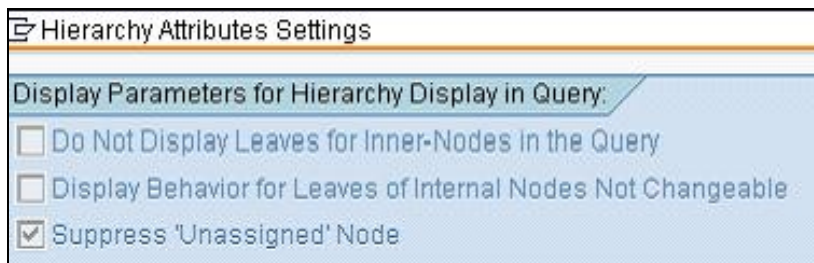 Hierarchy Attributes Settings
Display Parameters for Hierarchy Display in Query:
Do Not Display Leaves for Inner-Nodes in the Query
Display Behavior for Leaves of Internal Nodes Not Changeable
Suppress 'Unassigned' Node